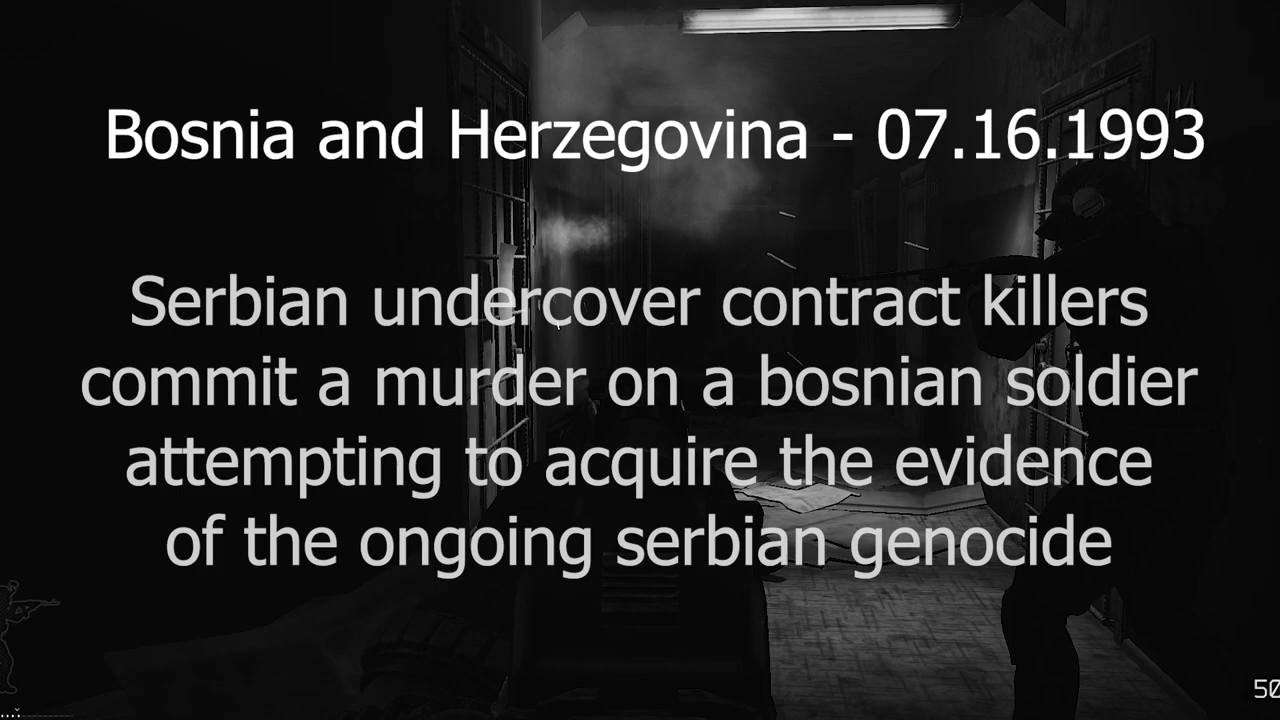 Bosnia and Herzegovina - 07.16.1993
Serbian undercover contract killers
commit a murder on a bosnian soldier
attempting to acquire the evidence
of the ongoing serbian genocide
50